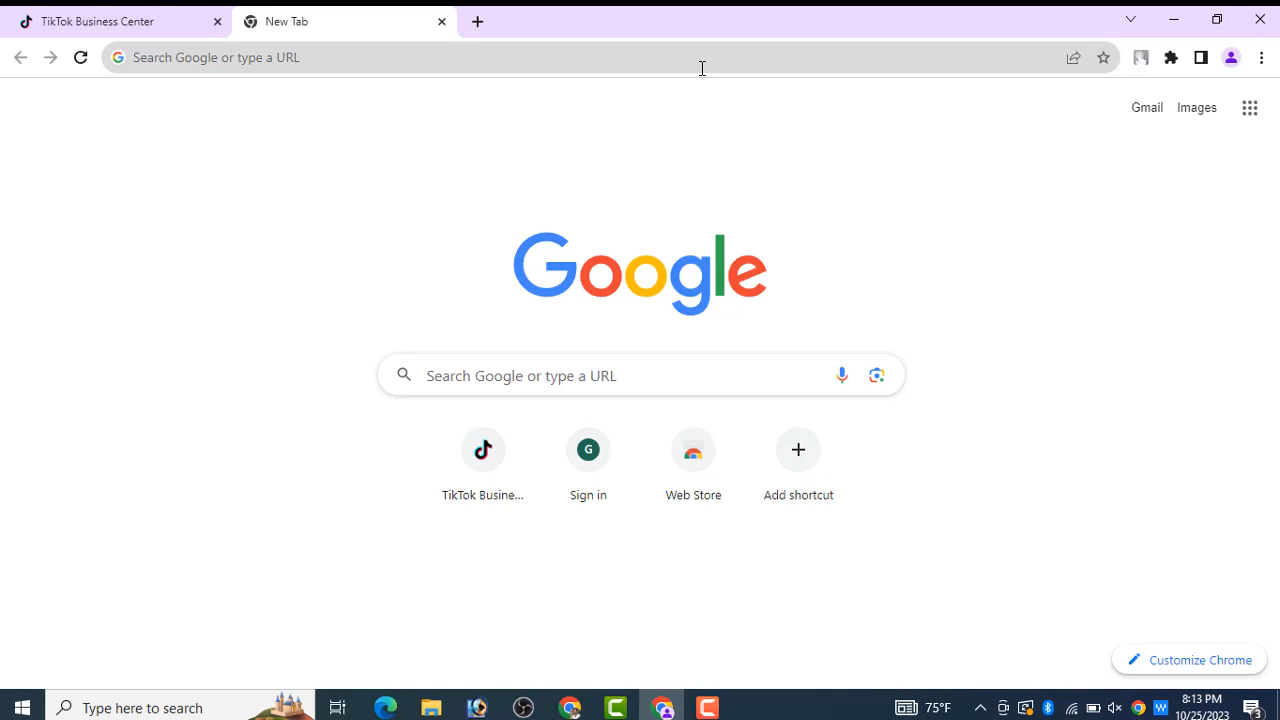 TikTok Business Center
New Tab
Search Google or type a URL
Gmail
Images
Google
Search Google or type a URL
G
TikTok Busine...
Sign in
Web Store
Add shortcut
Customize Chrome
Type here to search
75°F
8:13 PM
10/25/2023
3